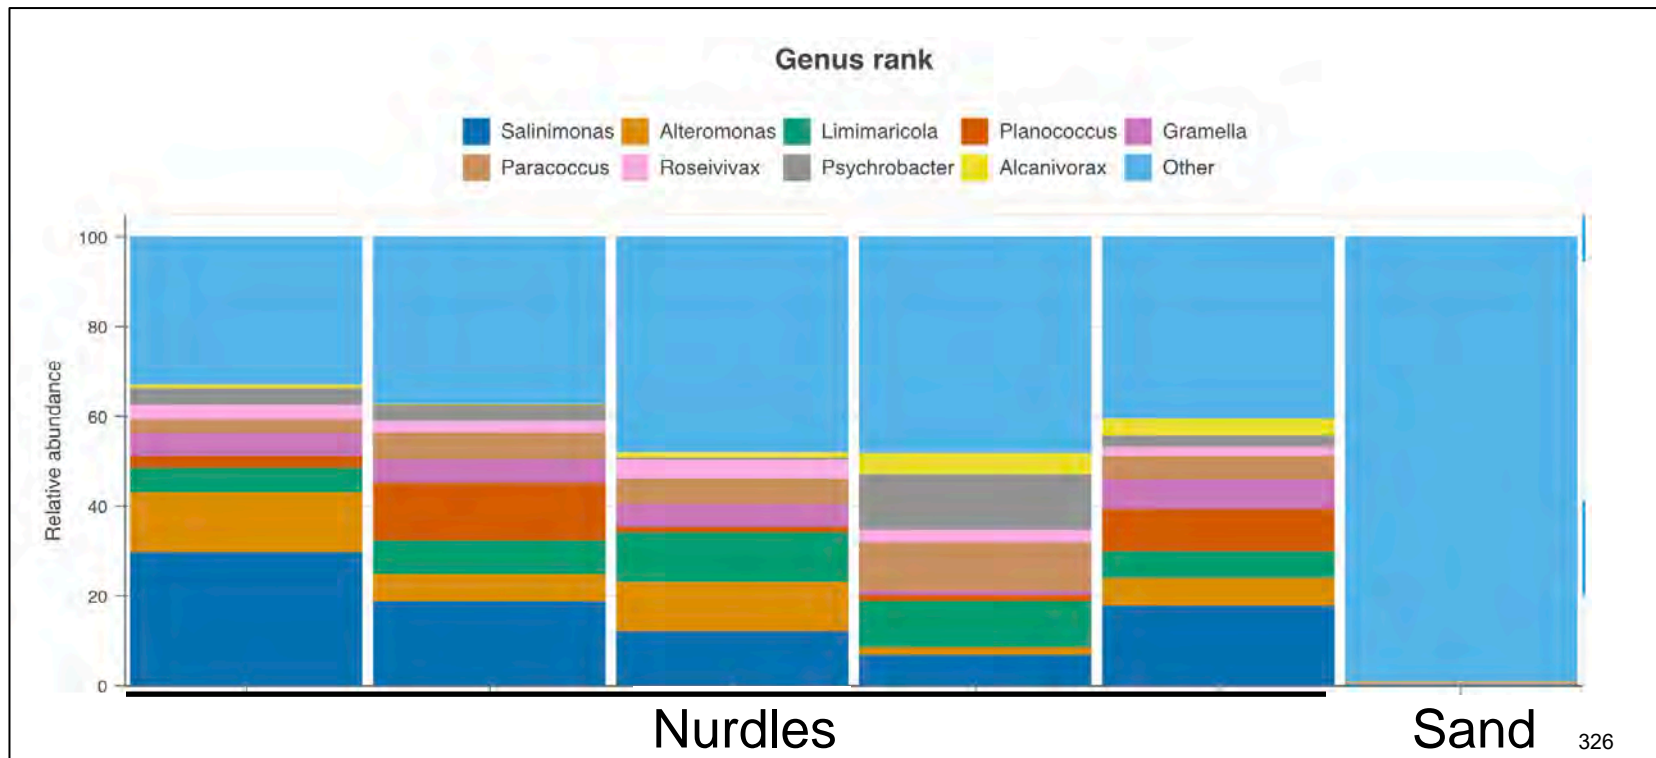 Genus rank
Salinimonas Alteromonas Limimaricola Planococcus Gramella
Paracoccus Roseivivax Psychrobacter Alcanivorax Other
Relative abundance
100
80
60
40
20
0
Nurdles Sand 326